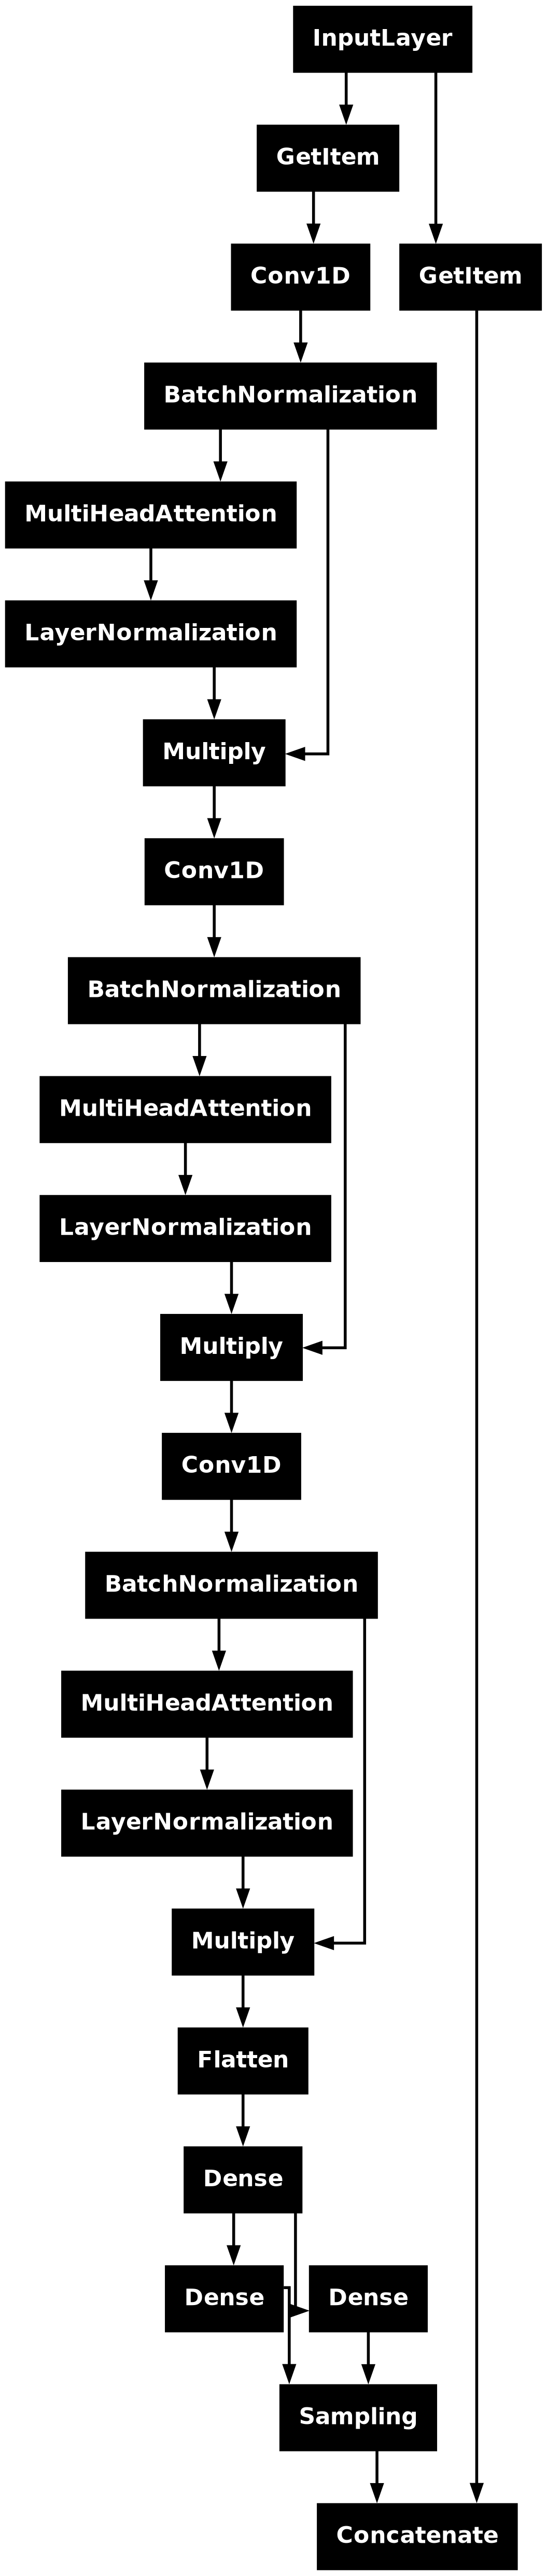 InputLayer
GetItem
Conv1D
GetItem
BatchNormalization
MultiHeadAttention
LayerNormalization
Multiply
Conv1D
BatchNormalization
MultiHeadAttention
LayerNormalization
Multiply
Conv1D
BatchNormalization
MultiHeadAttention
LayerNormalization
Multiply
Flatten
Dense
Dense
Dense
Sampling
Concatenate